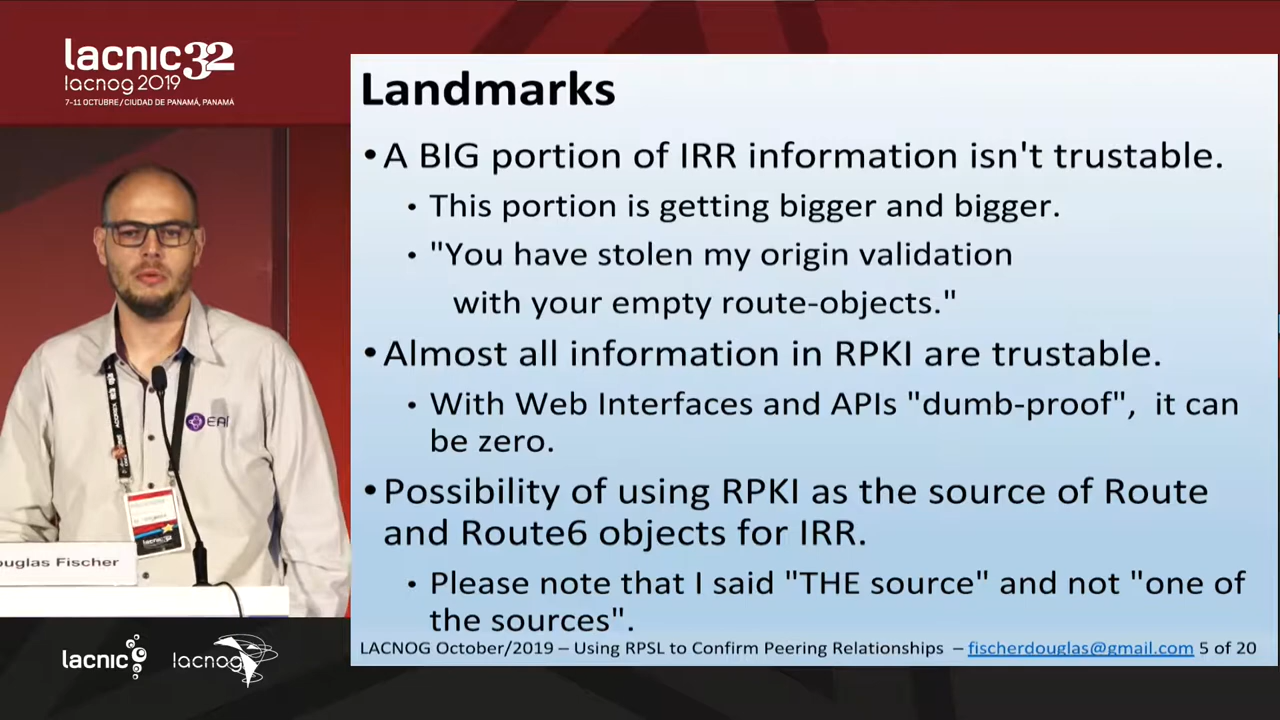 lacnic32
lacnog 2019
7-11 OCTUBRE / CIUDAD DE PANAMÁ, PANAMÁ
Landmarks
• A BIG portion of IRR information isn't trustable.
• This portion is getting bigger and bigger.
• "You have stolen my origin validation
with your empty route-objects."
• Almost all information in RPKI are trustable.
• With Web Interfaces and APIs "dumb-proof", it can
be zero.
• Possibility of using RPKI as the source of Route
and Route6 objects for IRR.
• Please note that I said "THE source" and not "one of
the sources".
LACNOG October/2019 – Using RPSL to Confirm Peering Relationships – fischerdouglas@gmail.com 5 of 20
EAI
lacnic32
ouglas Fischer
lacnic
lacnog